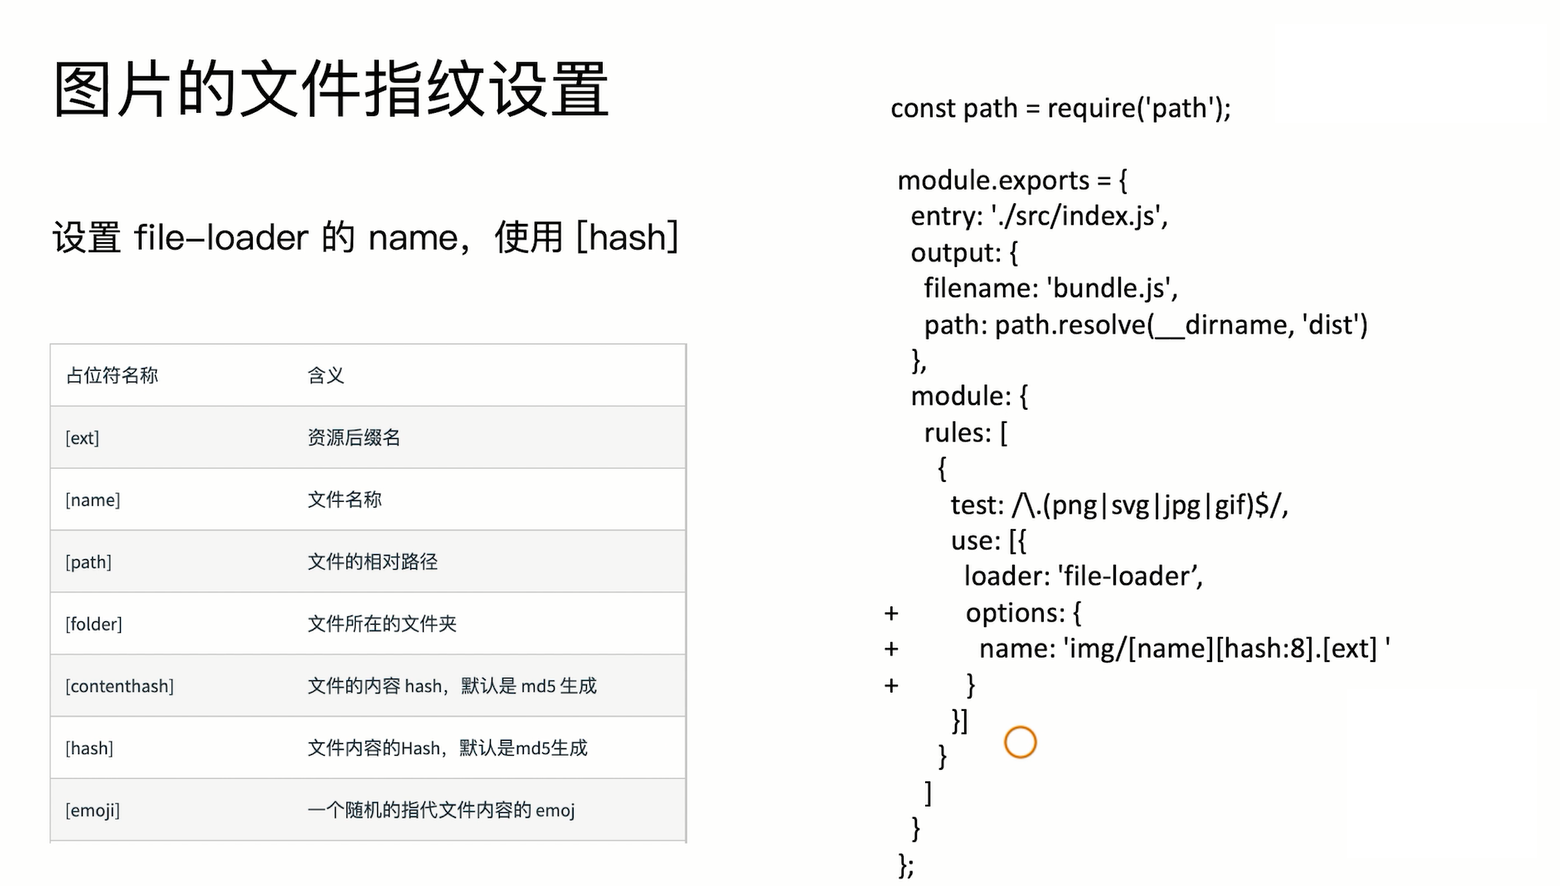 图片的文件指纹设置
设置 file-loader 的 name，使用 [hash]
占位符名称 含义
[ext] 资源后缀名
[name] 文件名称
[path] 文件的相对路径
[folder] 文件所在的文件夹
[contenthash] 文件的内容 hash，默认是 md5 生成
[hash] 文件内容的Hash，默认是md5生成
[emoji] 一个随机的指代文件内容的 emoj
const path = require('path');
module.exports = {
entry: './src/index.js',
output: {
filename: 'bundle.js',
path: path.resolve(__dirname, 'dist')
},
module: {
rules: [
{
test: /\.(png|svg|jpg|gif)$/,
use: [{
loader: 'file-loader’,
+ options: {
+ name: 'img/[name][hash:8].[ext] '
+ }
}]
}
]
}
};